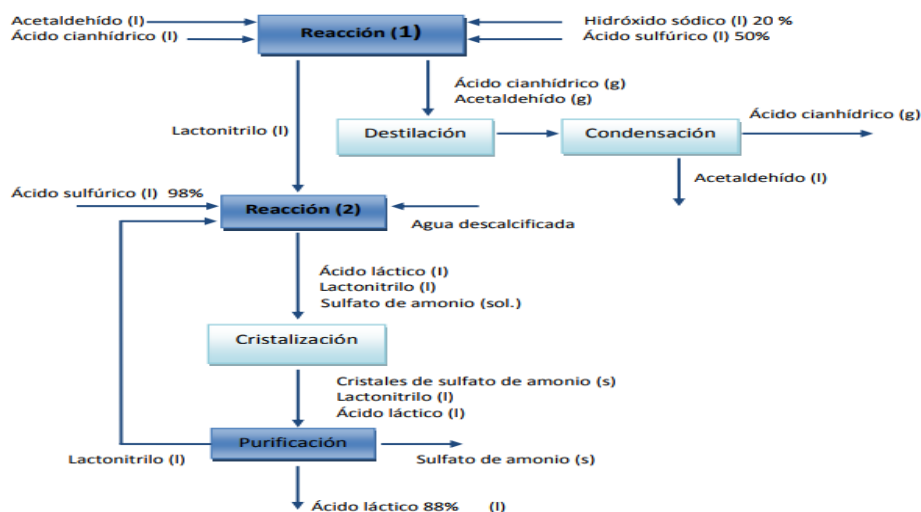 Acetaldehído (l)
Ácido cianhídrico (l)
Reacción (1)
Hidróxido sódico (l) 20 %
Ácido sulfúrico (l) 50%
Ácido cianhídrico (g)
Acetaldehído (g)
Lactonitrilo (l)
Destilación
Condensación
Ácido cianhídrico (g)
Acetaldehído (l)
Ácido sulfúrico (l) 98%
Reacción (2)
Agua descalcificada
Ácido láctico (l)
Lactonitrilo (l)
Sulfato de amonio (sol.)
Cristalización
Cristales de sulfato de amonio (s)
Lactonitrilo (l)
Ácido láctico (l)
Purificación
Lactonitrilo (l)
Sulfato de amonio (s)
Ácido láctico 88% (l)